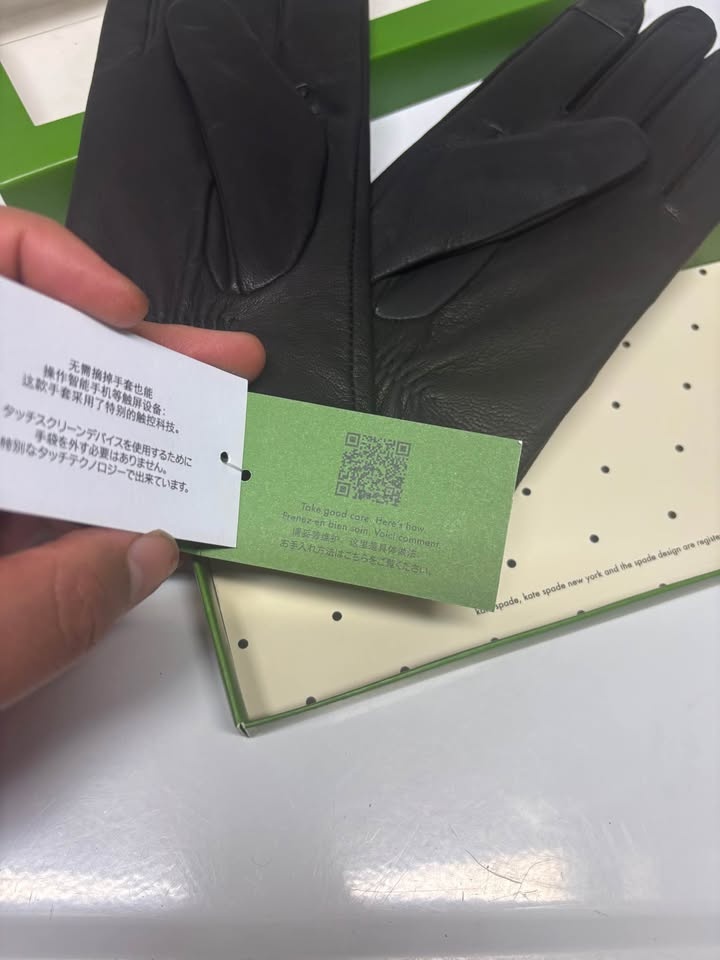 无需摘掉手套也能
操作智能手机等触屏设备:
这款手套采用了特别的触控科技。
タッチスクリーンデバイスを使用するために
手袋を外す必要はありません。
特別なタッチテクノロジーで出来ています。
Take good care. Here's how.
Prenez-en bien soin. Voici comment.
请妥善维护。这里是具体做法。
お手入れ方法はこちらをご覧ください。
kate spade, kate spade new york and the spade design are registe